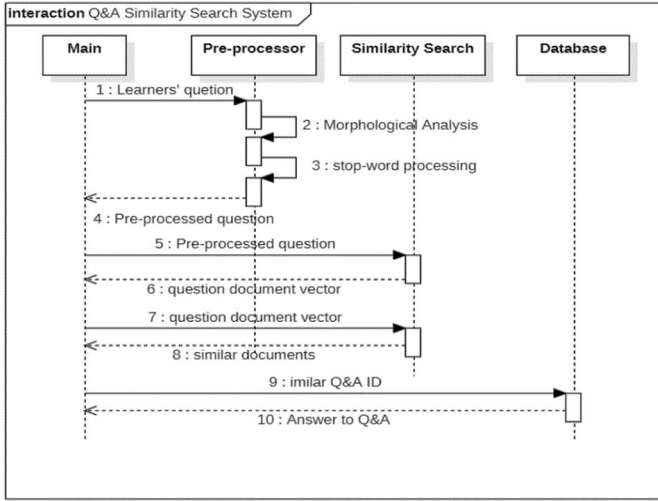 interaction Q&A Similarity Search System
Main
Pre-processor
Similarity Search
Database
1 : Learners' quetion
2 : Morphological Analysis
3 : stop-word processing
4 : Pre-processed question
5 : Pre-processed question
6 : question document vector
7 : question document vector
8 : similar documents
9 : imilar Q&A ID
10 : Answer to Q&A